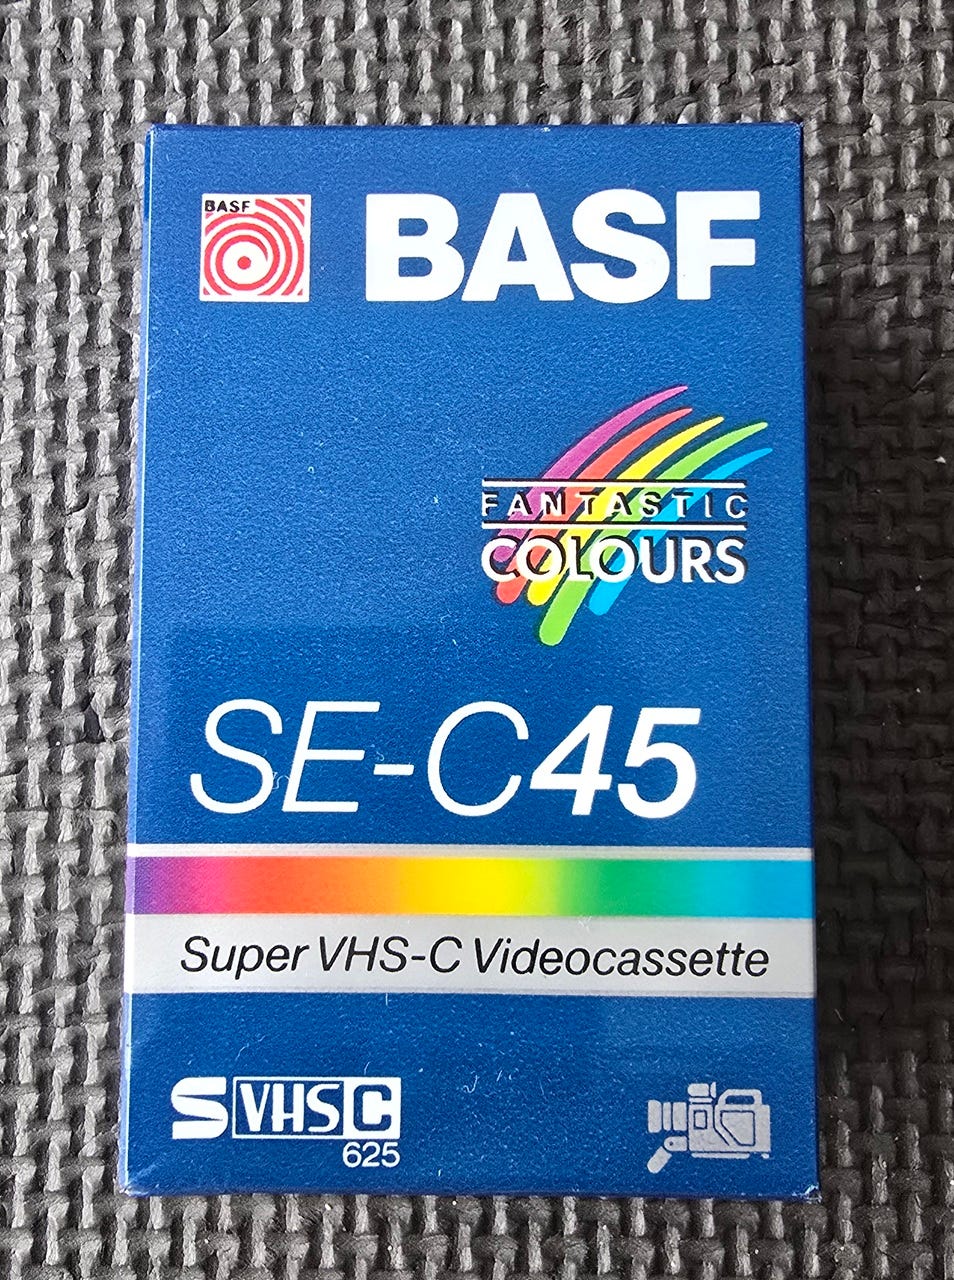 BASF
BASF
FANTASTIC
COLOURS
SE-C45
Super VHS-C Videocassette
S VHS C
625